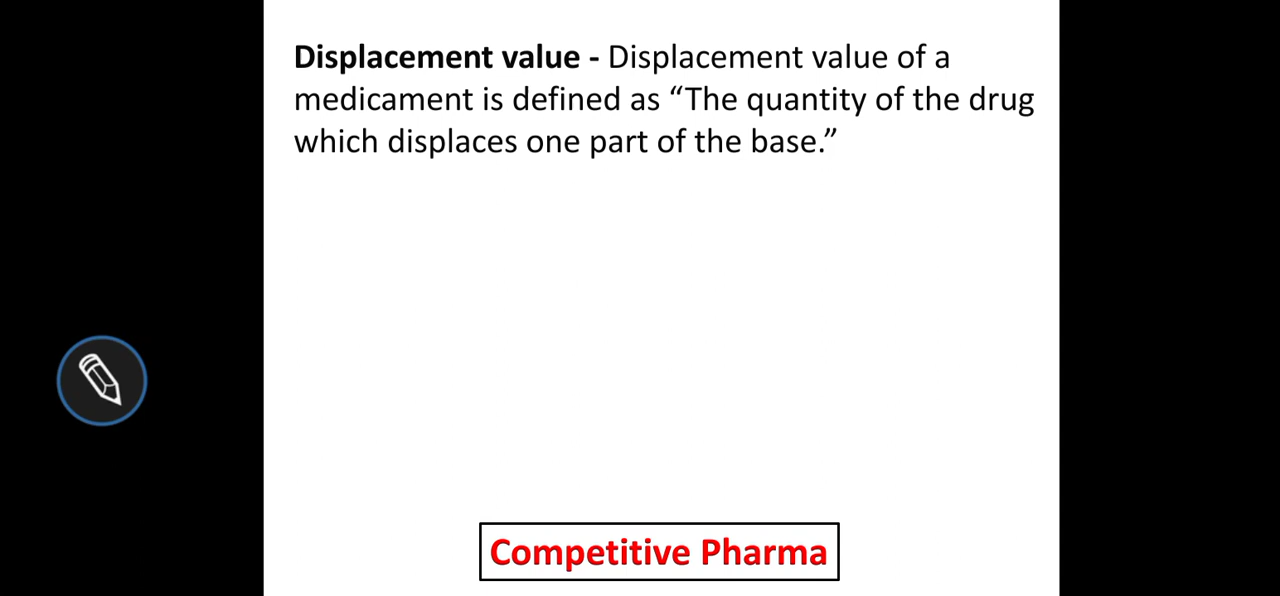 Displacement value - Displacement value of a
medicament is defined as “The quantity of the drug
which displaces one part of the base.”
Competitive Pharma